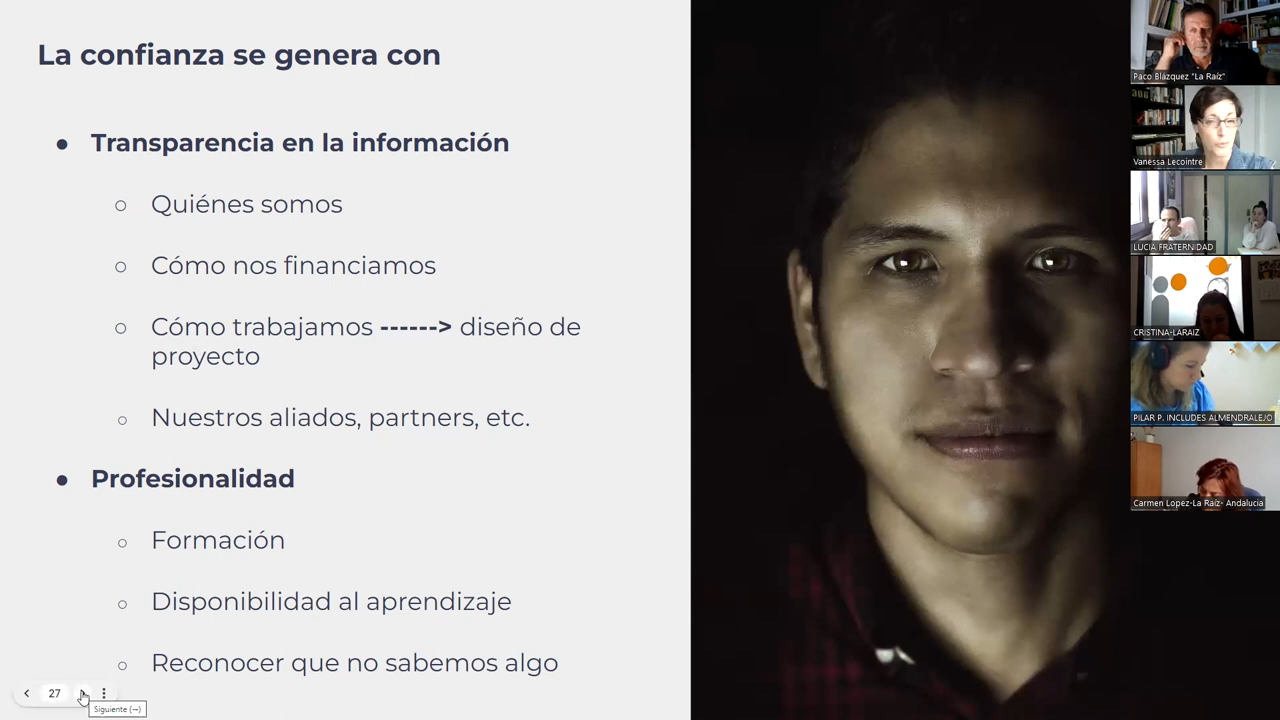 La confianza se genera con
● Transparencia en la información
○ Quiénes somos
○ Cómo nos financiamos
○ Cómo trabajamos ------> diseño de
proyecto
○ Nuestros aliados, partners, etc.
● Profesionalidad
○ Formación
○ Disponibilidad al aprendizaje
○ Reconocer que no sabemos algo
27
Siguiente (→)
Paco Blázquez "La Raíz"
Vanessa Lecointre
LUCIA FRATERNIDAD
CRISTINA-LARAIZ
PILAR P. INCLUDES ALMENDRALEJO
Carmen Lopez-La Raíz- Andalucia